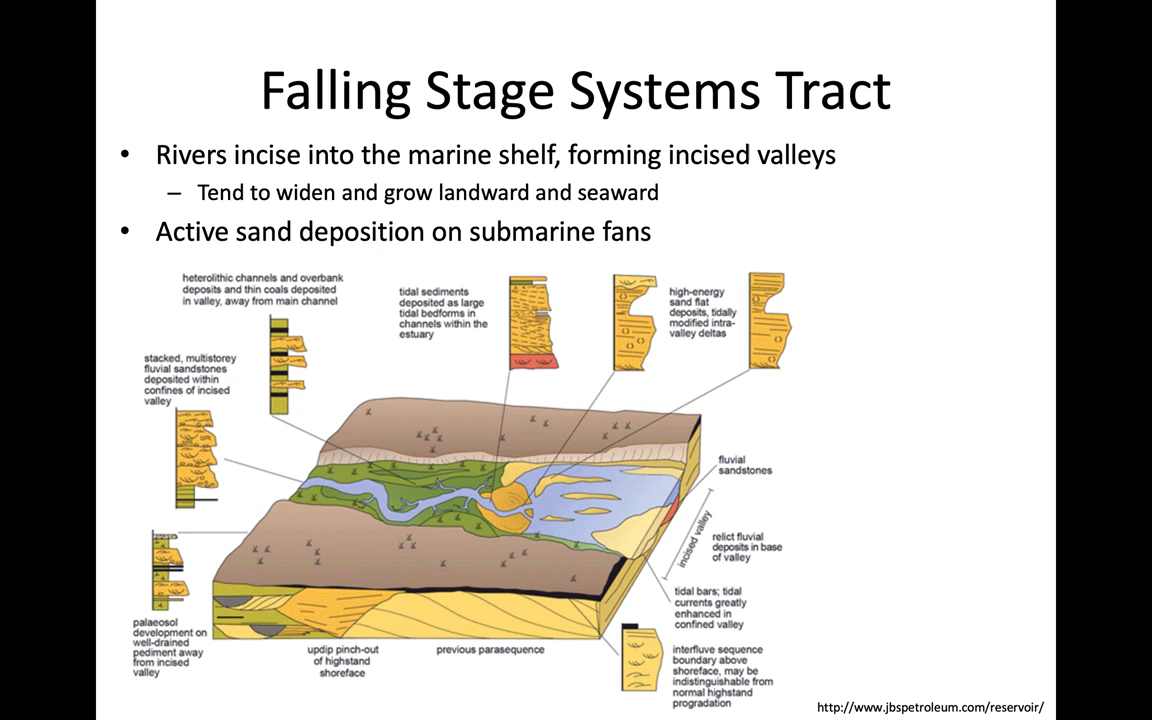 Falling Stage Systems Tract
• Rivers incise into the marine shelf, forming incised valleys
– Tend to widen and grow landward and seaward
• Active sand deposition on submarine fans
heterolithic channels and overbank
deposits and thin coals deposited
in valley, away from main channel
tidal sediments
deposited as large
tidal bedforms in
channels within the
estuary
high-energy
sand flat
deposits, tidally
modified intra-
valley deltas
stacked, multistorey
fluvial sandstones
deposited within
confines of incised
valley
fluvial
sandstones
incised valley
relict fluvial
deposits in base
of valley
tidal bars; tidal
currents greatly
enhanced in
confined valley
palaeosol
development on
well-drained
pediment away
from incised
valley
updip pinch-out
of highstand
shoreface
previous parasequence
interfluve sequence
boundary above
shoreface, may be
indistinguishable from
normal highstand
progradation
http://www.jbspetroleum.com/reservoir/